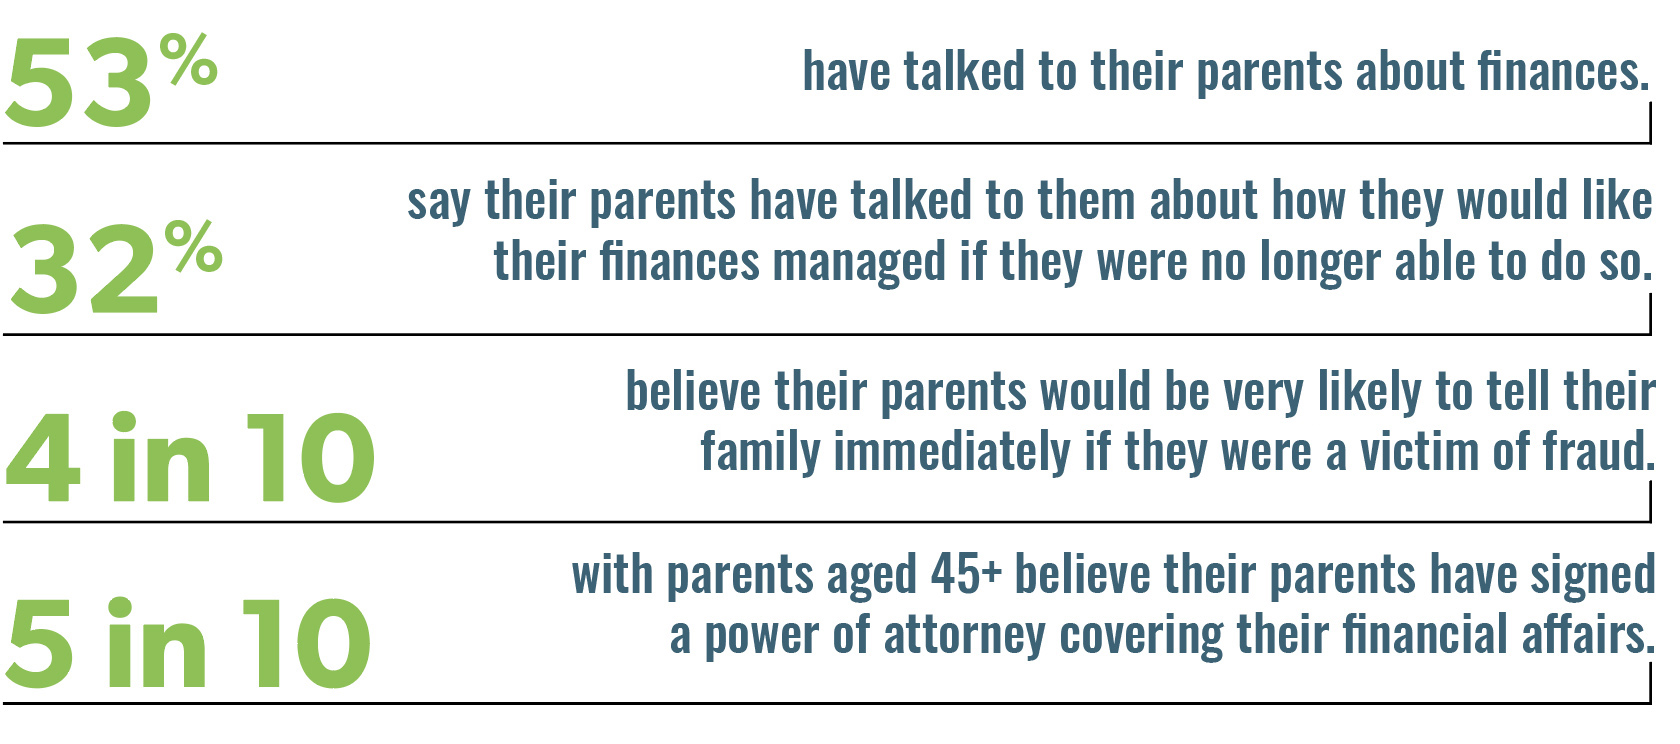 53%
have talked to their parents about finances.
32%
say their parents have talked to them about how they would like
their finances managed if they were no longer able to do so.
4 in 10
believe their parents would be very likely to tell their
family immediately if they were a victim of fraud.
5 in 10
with parents aged 45+ believe their parents have signed
a power of attorney covering their financial affairs.